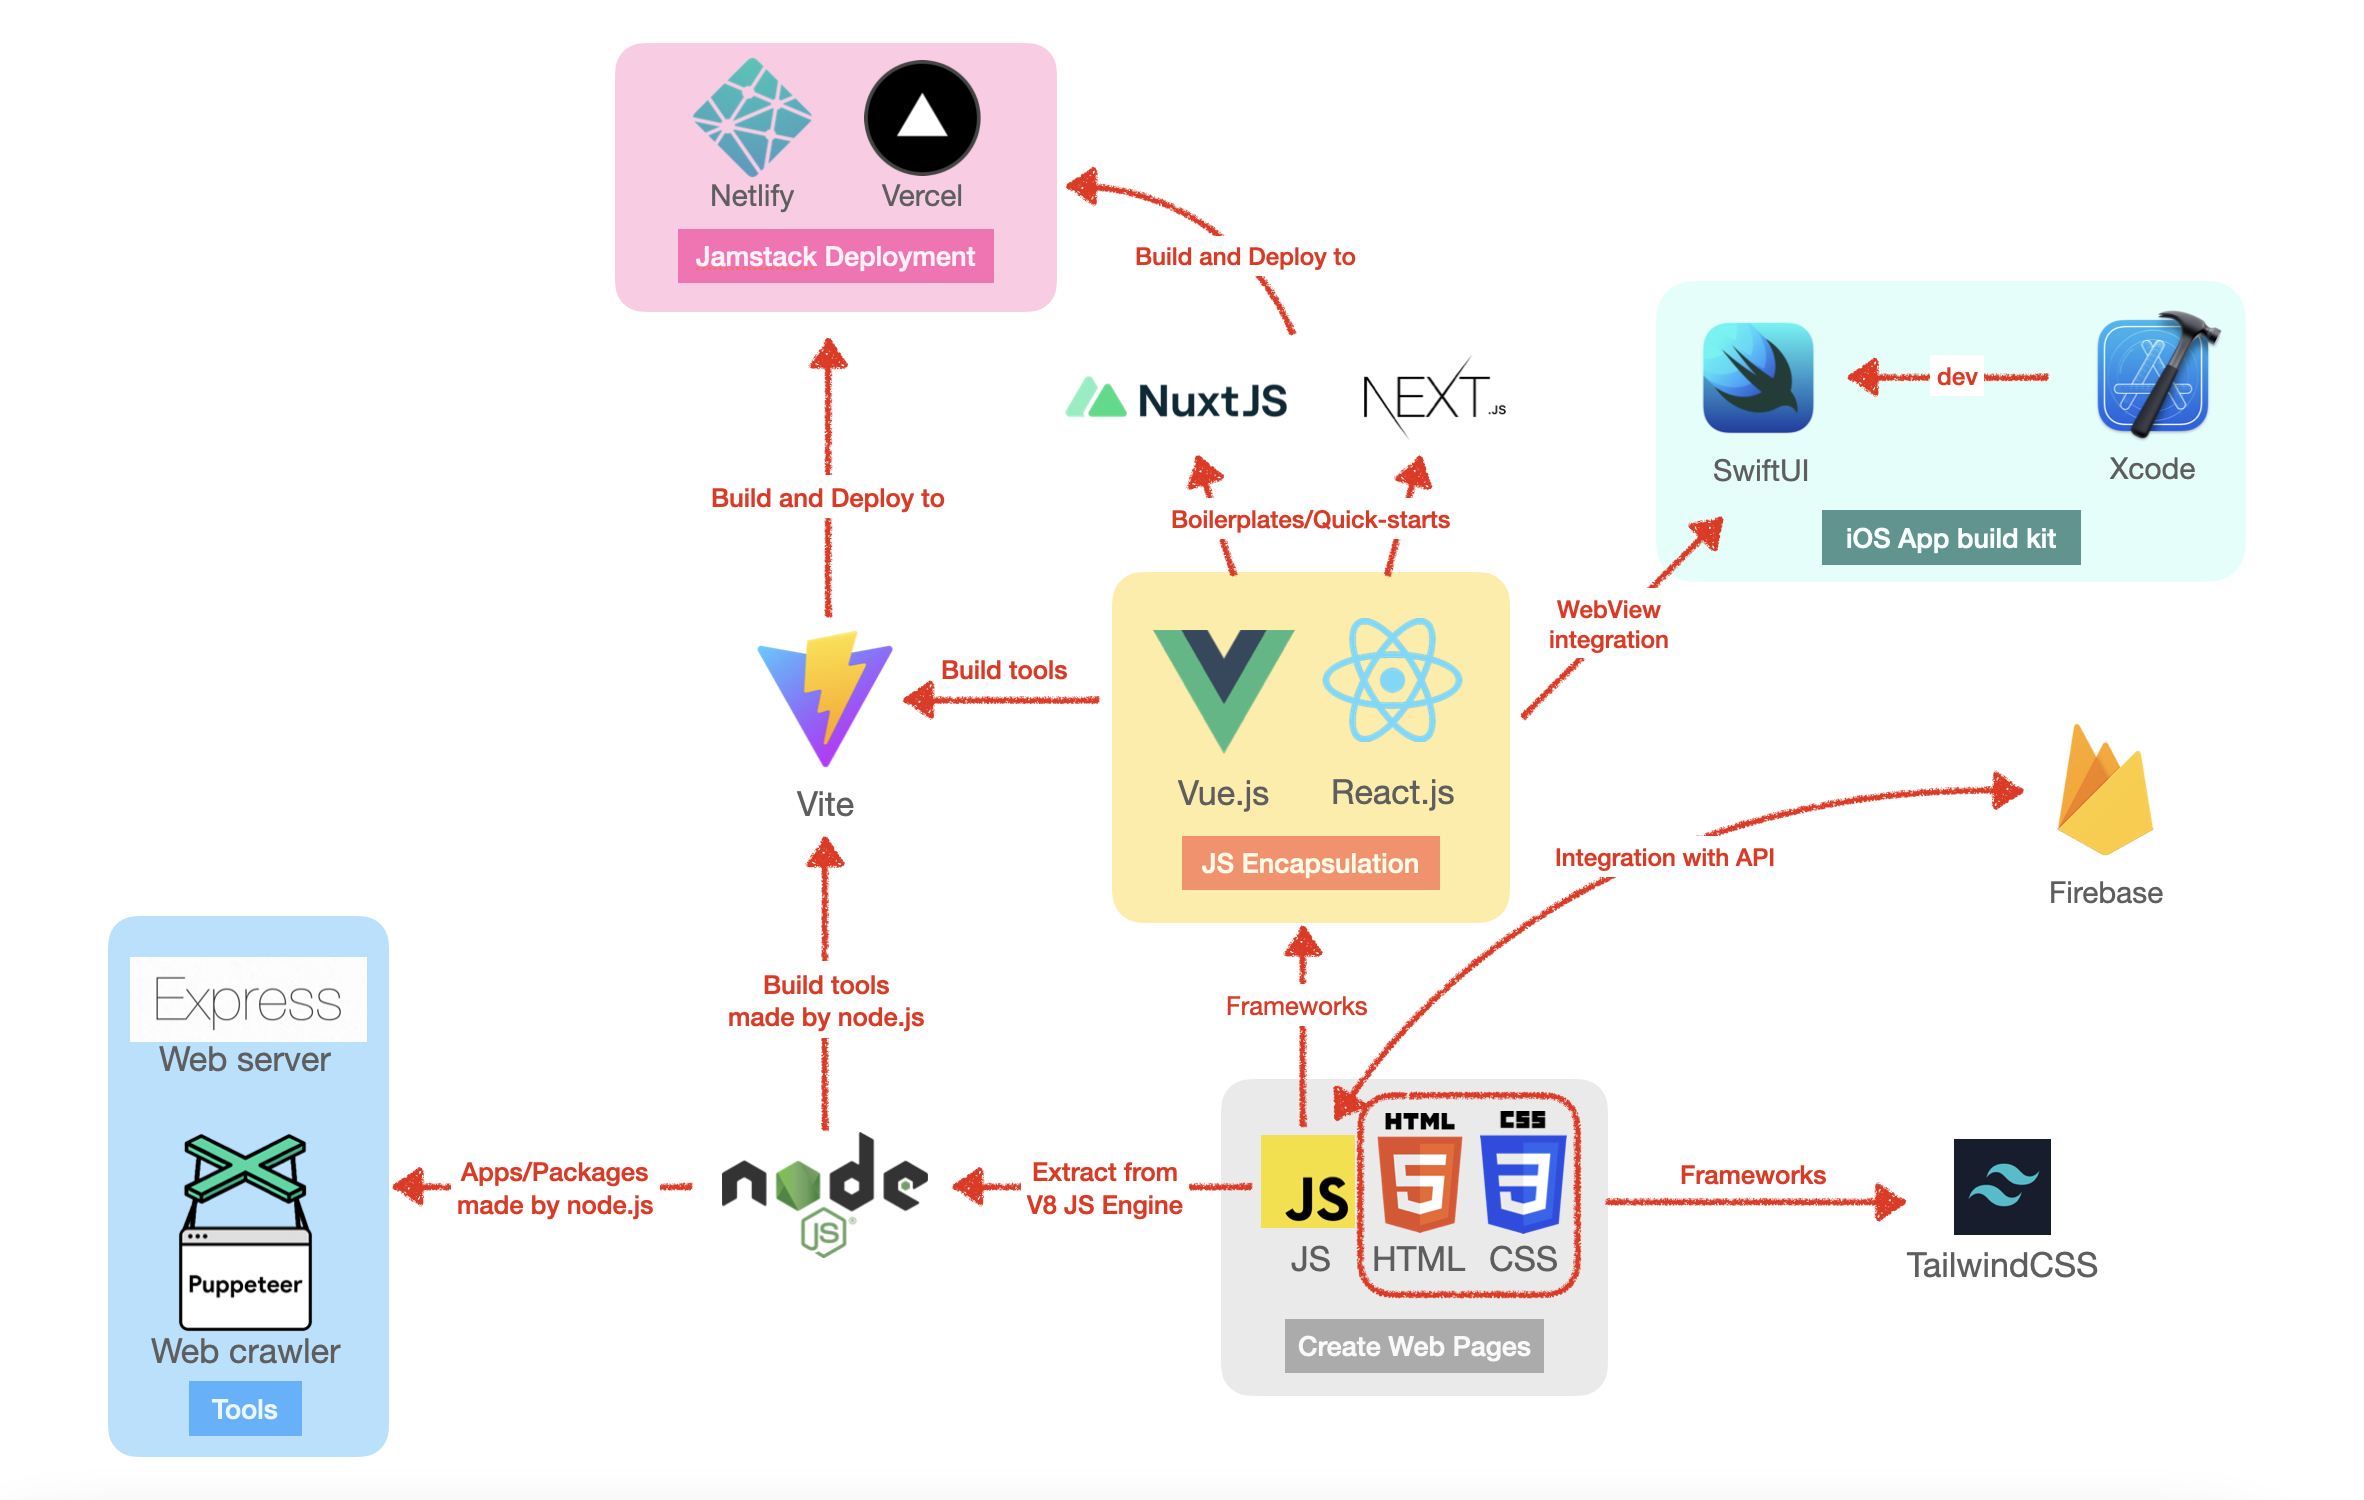 Netlify
Vercel
Jamstack Deployment
Build and Deploy to
NuxtJS
NEXT.JS
SwiftUI
dev
Xcode
iOS App build kit
Build and Deploy to
Boilerplates/Quick-starts
WebView
integration
Build tools
Vite
Vue.js
React.js
JS Encapsulation
Integration with API
Firebase
Express
Web server
Build tools
made by node.js
Frameworks
Puppeteer
Web crawler
Tools
Apps/Packages
made by node.js
node
JS®
Extract from
V8 JS Engine
JS
JS
HTML
5
HTML
CSS
3
CSS
Create Web Pages
Frameworks
TailwindCSS